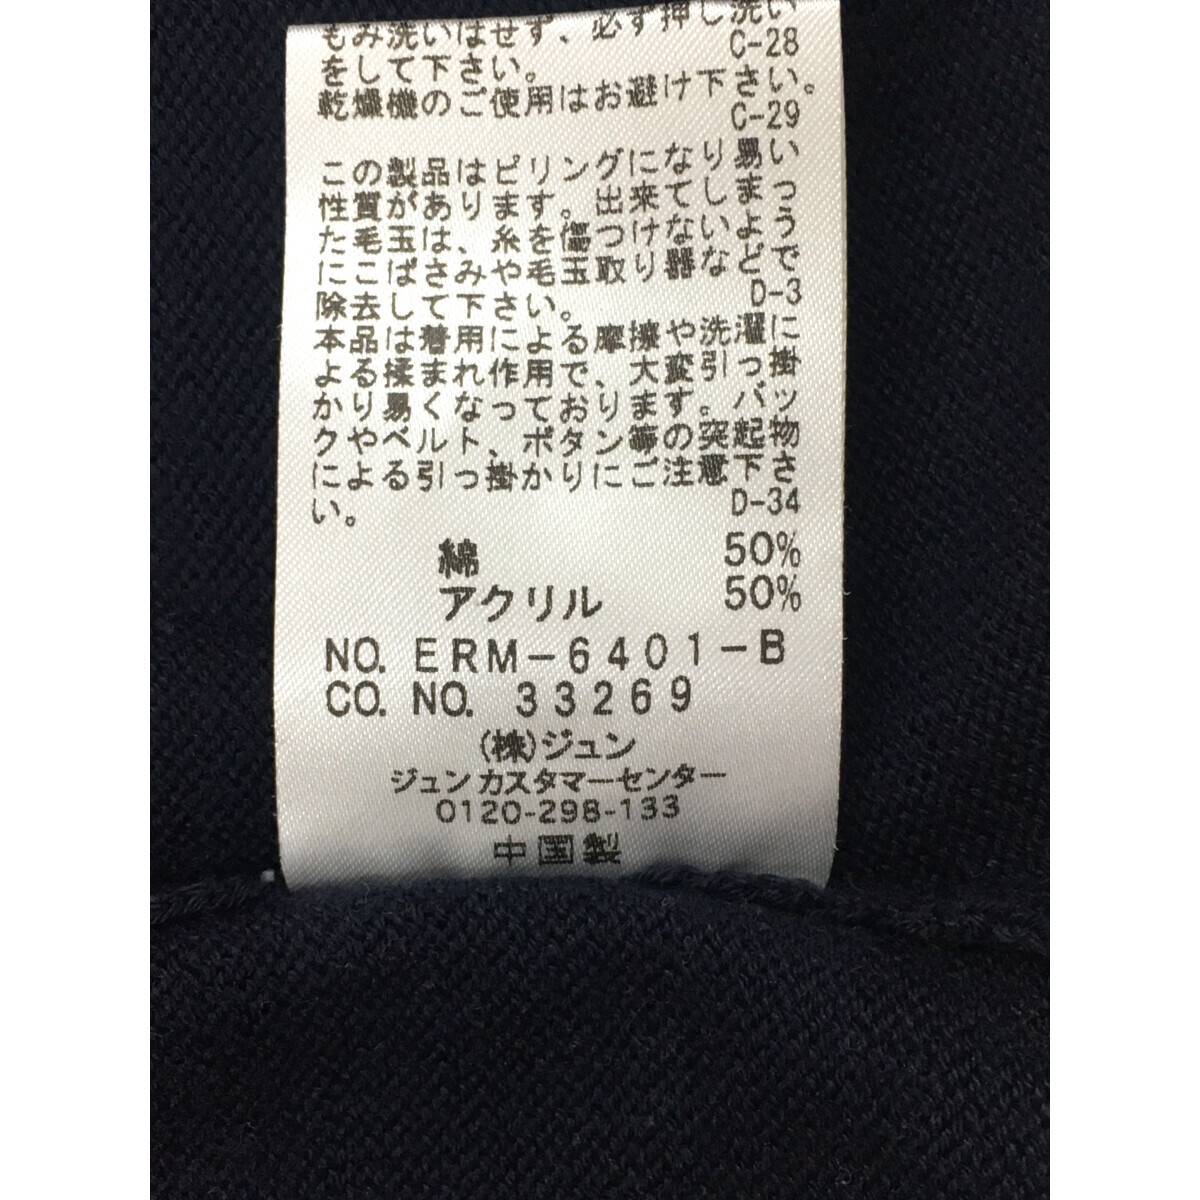 もみ洗いはせず、必ず押し洗い
C-28
をして下さい。
乾燥機のご使用はお避け下さい。
C-29
この製品はピリングになり易い
性質があります。出来てしまっ
た毛玉は、糸を傷つけないよう
にこばさみや毛玉取り器などで
D-3
除去して下さい。
本品は着用による摩擦や洗濯に
よる揉まれ作用で、大変引っ掛
かり易くなっております。バッ
クやベルト、ボタン等の突起物
による引っ掛かりにご注意下さ
D-34
い。
綿 50%
アクリル 50%
NO. ERM-6401-B
CO. NO. 33269
(株)ジュン
ジュンカスタマーセンター
0120-298-133
中国製